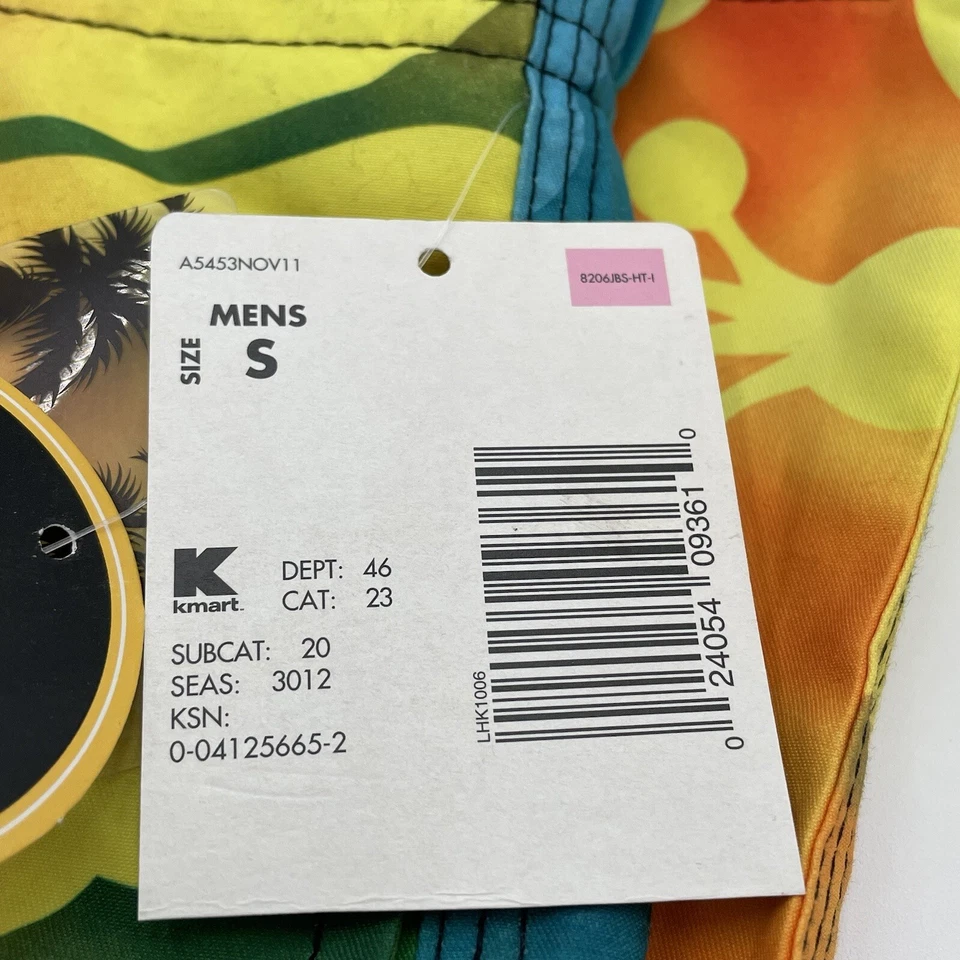 A5453NOV11
8206JBS-HT-I
MENS
SIZE S
K
kmart
DEPT: 46
CAT: 23
SUBCAT: 20
SEAS: 3012
KSN:
0-04125665-2
LHK1006
0 24054 09361 0